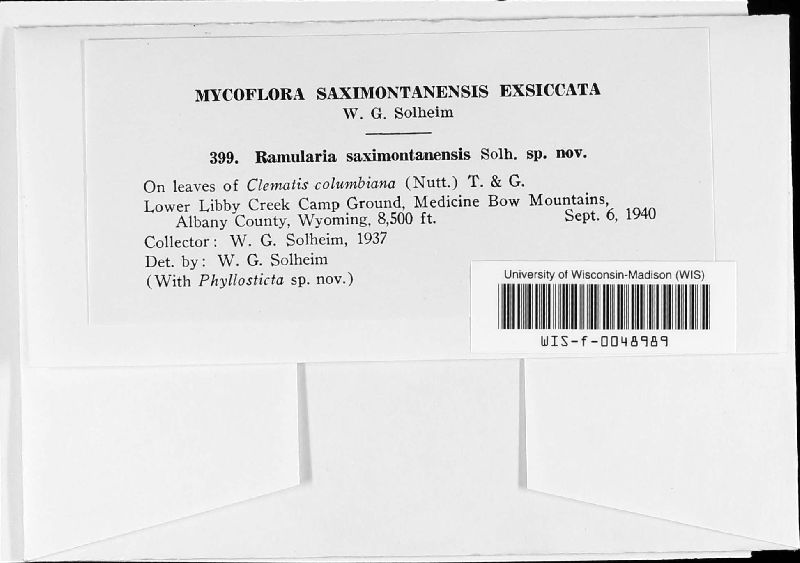 MYCOFLORA SAXIMONTANENSIS EXSICCATA
W. G. Solheim
399. Ramularia saximontanensis Solh. sp. nov.
On leaves of Clematis columbiana (Nutt.) T. & G.
Lower Libby Creek Camp Ground, Medicine Bow Mountains,
Albany County, Wyoming, 8,500 ft. Sept. 6, 1940
Collector: W. G. Solheim, 1937
Det. by: W. G. Solheim
(With Phyllosticta sp. nov.)
University of Wisconsin-Madison (WIS)
WIS-f-0048989